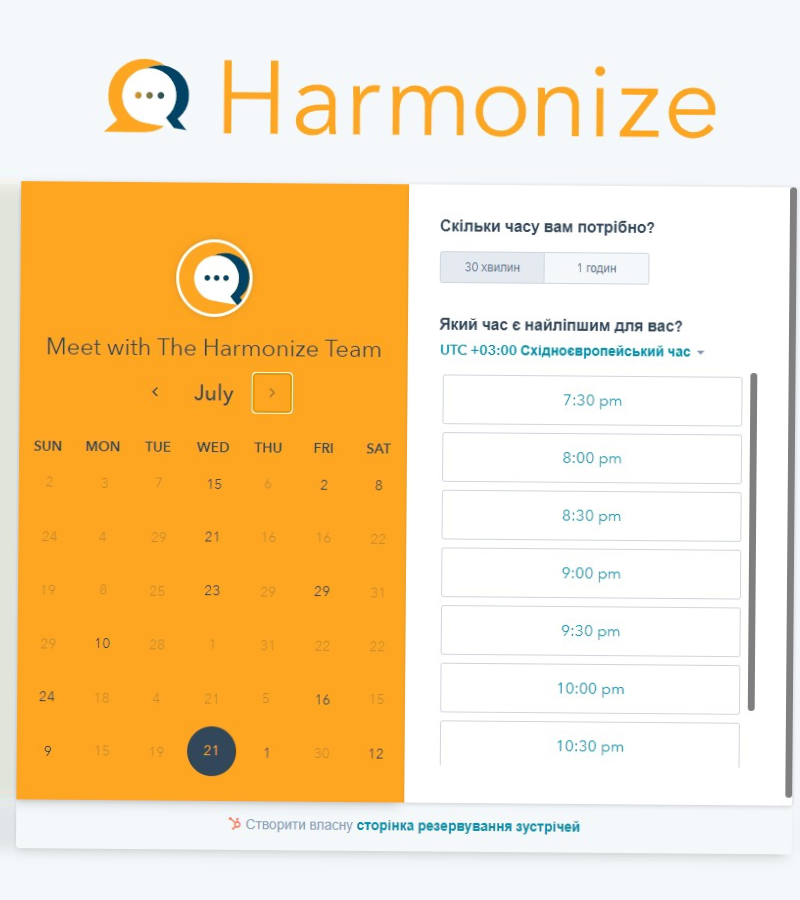 Harmonize
Meet with The Harmonize Team
July
SUN MON TUE WED THU FRI SAT
2 3 7 15 6 2 8
24 4 29 21 16 16 22
19 8 25 23 29 29 31
29 10 28 1 31 22 22
24 18 4 21 5 16 15
9 15 19 21 1 30 12
Скільки часу вам потрібно?
30 хвилин 1 годин
Який час є найліпшим для вас?
UTC +03:00 Східноєвропейський час
7:30 pm
8:00 pm
8:30 pm
9:00 pm
9:30 pm
10:00 pm
10:30 pm
Створити власну сторінка резервування зустрічей